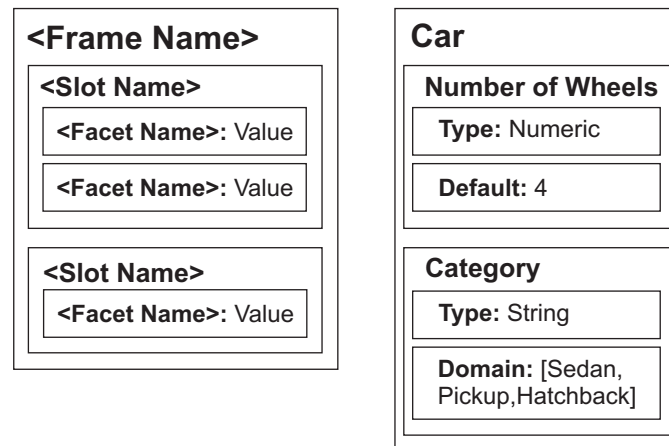 <Frame Name>
<Slot Name>
<Facet Name>: Value
<Facet Name>: Value
<Slot Name>
<Facet Name>: Value
Car
Number of Wheels
Type: Numeric
Default: 4
Category
Type: String
Domain: [Sedan,
Pickup,Hatchback]